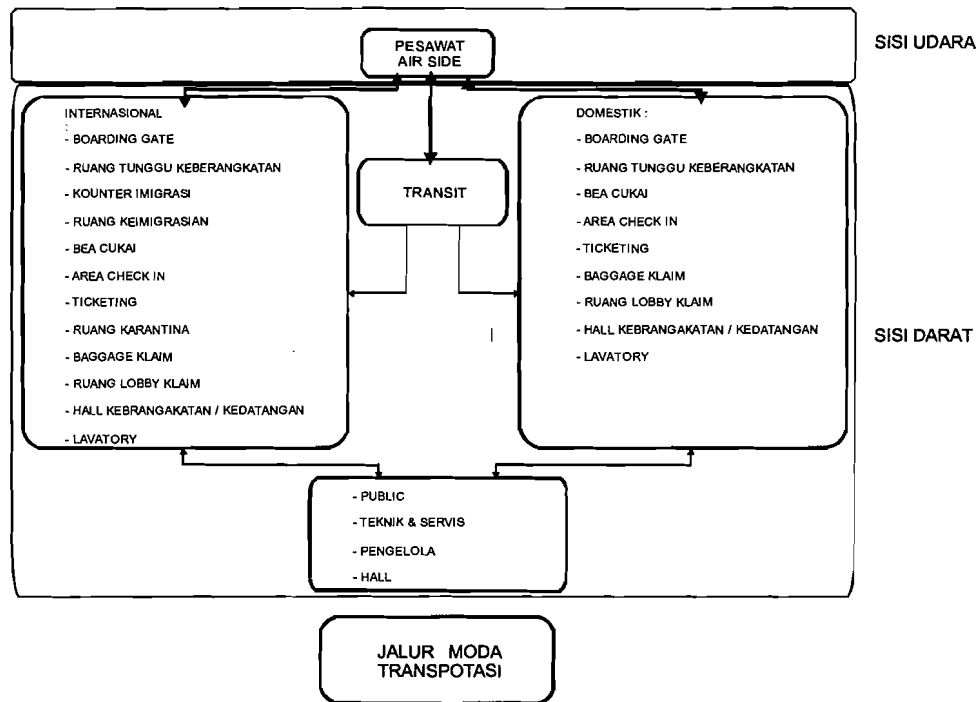 PESAWAT
AIR SIDE
SISI UDARA
INTERNASIONAL
:
- BOARDING GATE
- RUANG TUNGGU KEBERANGKATAN
- KOUNTER IMIGRASI
- RUANG KEIMIGRASIAN
- BEA CUKAI
- AREA CHECK IN
- TICKETING
- RUANG KARANTINA
- BAGGAGE KLAIM
- RUANG LOBBY KLAIM
- HALL KEBRANGAKATAN / KEDATANGAN
- LAVATORY
TRANSIT
DOMESTIK :
- BOARDING GATE
- RUANG TUNGGU KEBERANGKATAN
- BEA CUKAI
- AREA CHECK IN
- TICKETING
- BAGGAGE KLAIM
- RUANG LOBBY KLAIM
- HALL KEBRANGAKATAN / KEDATANGAN
- LAVATORY
SISI DARAT
- PUBLIC
- TEKNIK & SERVIS
- PENGELOLA
- HALL
JALUR MODA
TRANSPOTASI